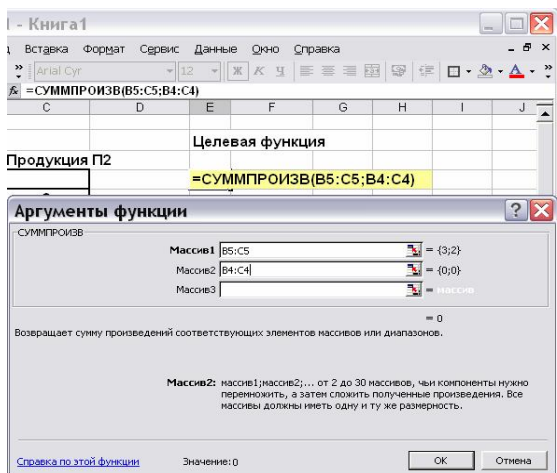 I - Книга1
Вставка Формат Сервис Данные Окно Справка
Arial Cyr 12 Ж К Ч
fx =СУММПРОИЗВ(B5:C5;B4:C4)
C D E F G H I J
Целевая функция
Продукция П2
=СУММПРОИЗВ(B5:C5;B4:C4)
Аргументы функции
СУММПРОИЗВ
Массив1 B5:C5 = {3;2}
Массив2 B4:C4 = {0;0}
Массив3 = массив
= 0
Возвращает сумму произведений соответствующих элементов массивов или диапазонов.
Массив2: массив1;массив2;... от 2 до 30 массивов, чьи компоненты нужно
перемножить, а затем сложить полученные произведения. Все
массивы должны иметь одну и ту же размерность.
Справка по этой функции Значение:0 ОК Отмена